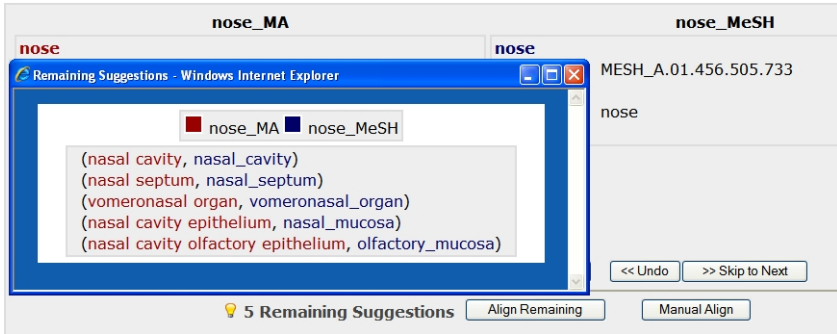 nose_MA nose_MeSH
nose nose
Remaining Suggestions - Windows Internet Explorer
MESH_A.01.456.505.733
nose_MA nose_MeSH
nose
(nasal cavity, nasal_cavity)
(nasal septum, nasal_septum)
(vomeronasal organ, vomeronasal_organ)
(nasal cavity epithelium, nasal_mucosa)
(nasal cavity olfactory epithelium, olfactory_mucosa)
<< Undo >> Skip to Next
5 Remaining Suggestions Align Remaining Manual Align